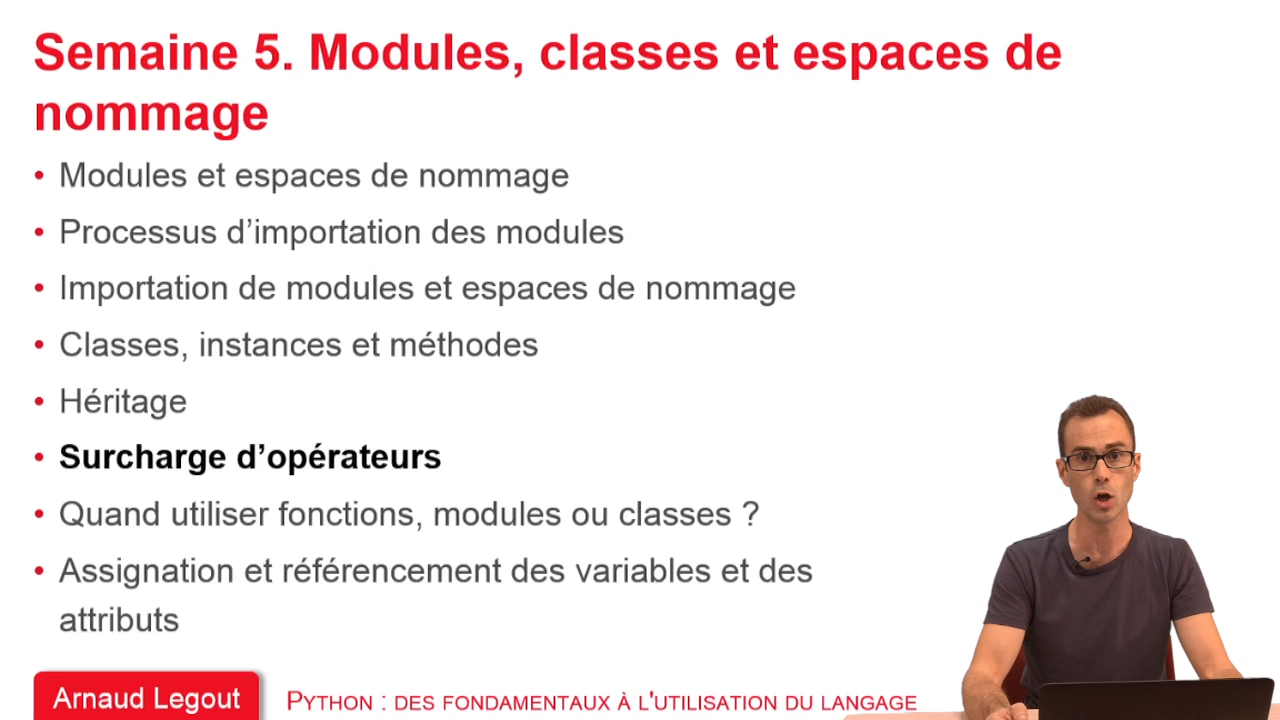 Semaine 5. Modules, classes et espaces de
nommage
• Modules et espaces de nommage
• Processus d’importation des modules
• Importation de modules et espaces de nommage
• Classes, instances et méthodes
• Héritage
• Surcharge d’opérateurs
• Quand utiliser fonctions, modules ou classes ?
• Assignation et référencement des variables et des
attributs
Arnaud Legout
PYTHON : DES FONDAMENTAUX À L'UTILISATION DU LANGAGE